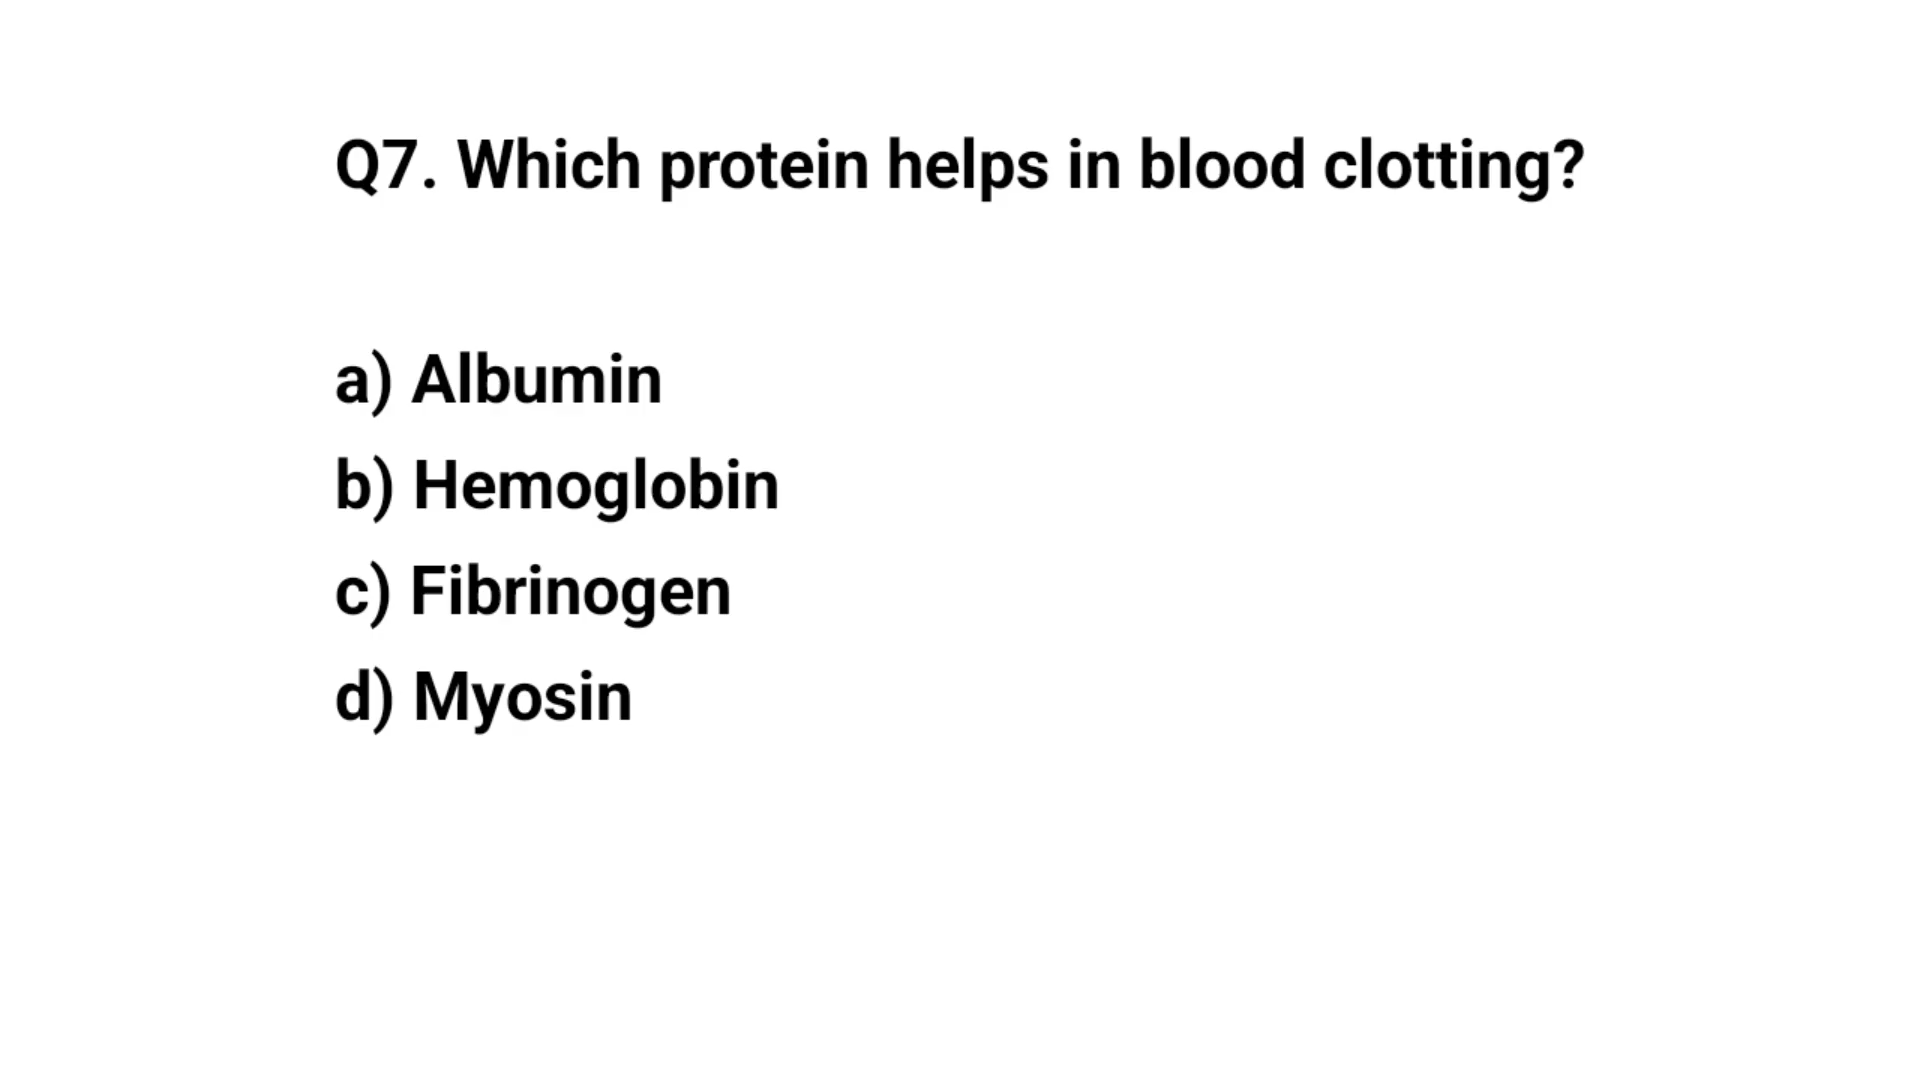 Q7. Which protein helps in blood clotting?
a) Albumin
b) Hemoglobin
c) Fibrinogen
d) Myosin